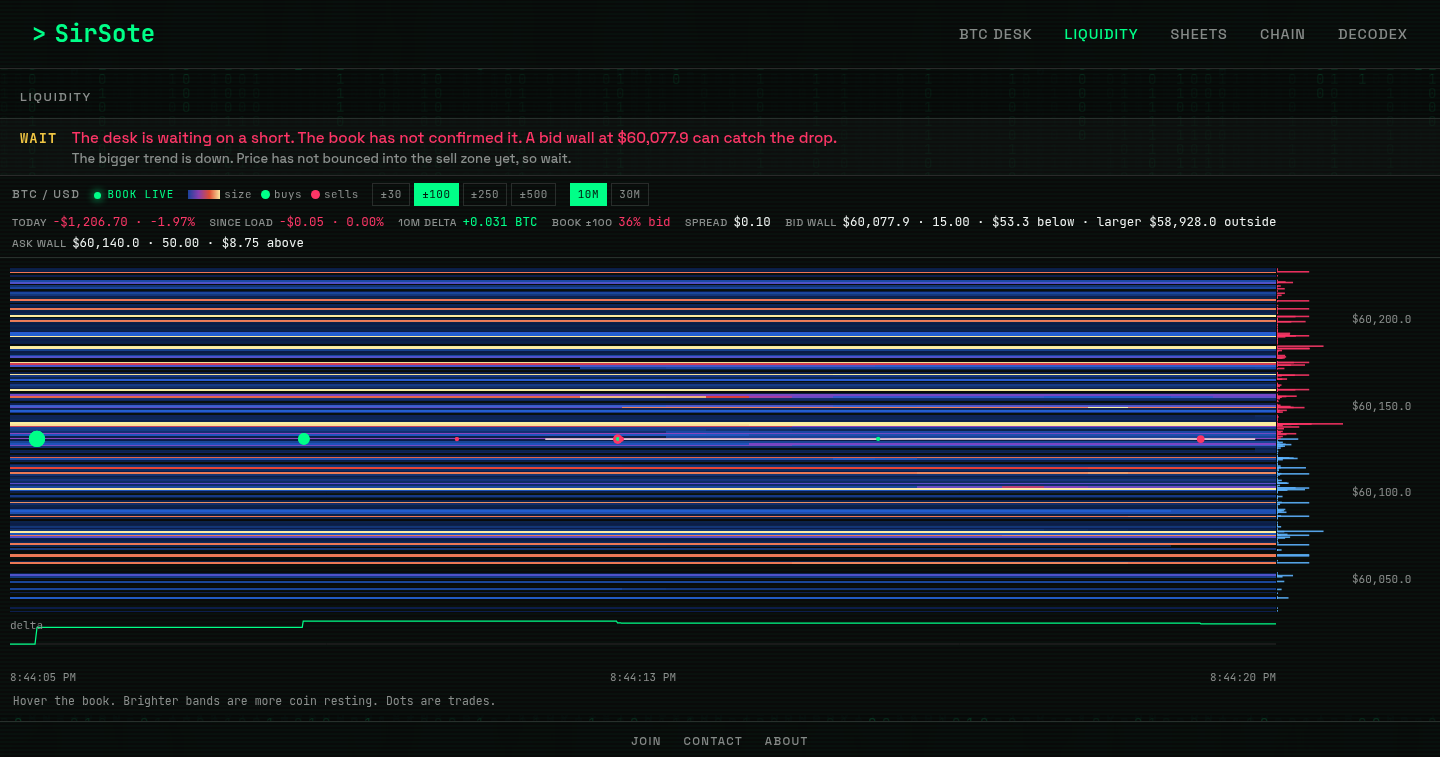 > SirSote
BTC DESK LIQUIDITY SHEETS CHAIN DECODEX
LIQUIDITY
WAIT The desk is waiting on a short. The book has not confirmed it. A bid wall at $60,077.9 can catch the drop.
The bigger trend is down. Price has not bounced into the sell zone yet, so wait.
BTC / USD BOOK LIVE size buys sells ±30 ±100 ±250 ±500 10M 30M
TODAY -$1,206.70 · -1.97% SINCE LOAD -$0.05 · 0.00% 10M DELTA +0.031 BTC BOOK ±100 36% bid SPREAD $0.10 BID WALL $60,077.9 · 15.00 · $53.3 below · larger $58,928.0 outside
ASK WALL $60,140.0 · 50.00 · $8.75 above
$60,200.0
$60,150.0
$60,100.0
$60,050.0
delta
8:44:05 PM 8:44:13 PM 8:44:20 PM
Hover the book. Brighter bands are more coin resting. Dots are trades.
JOIN CONTACT ABOUT